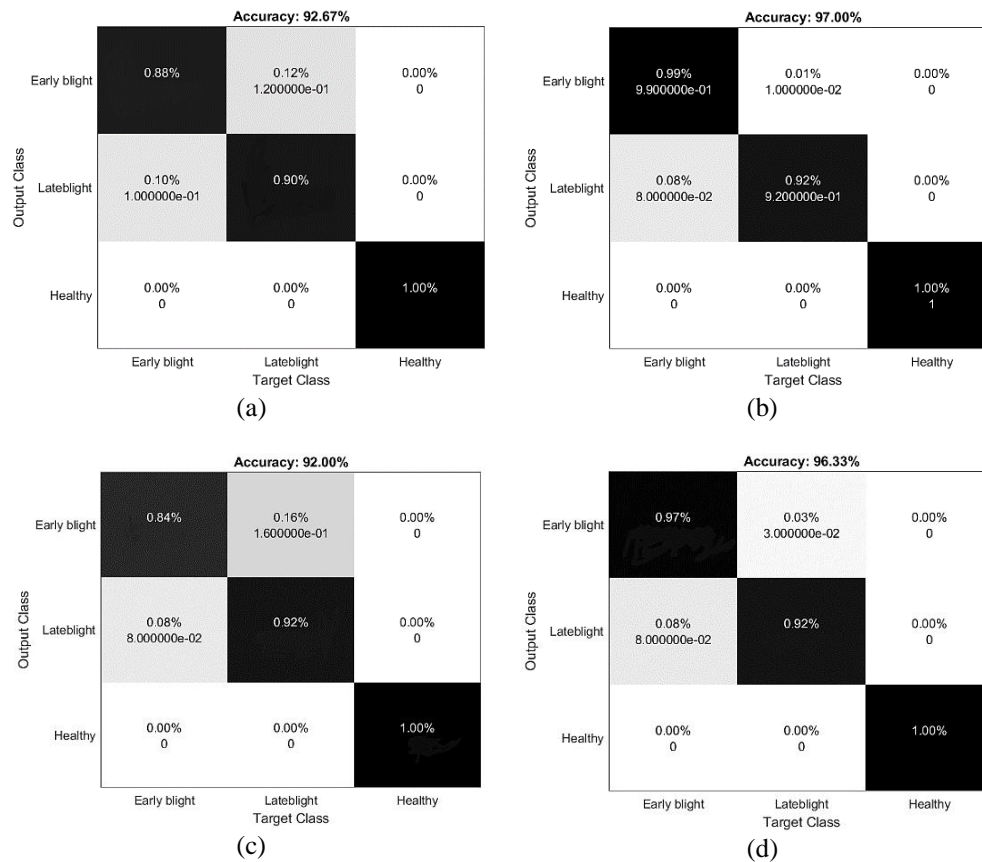 Accuracy: 92.67%
Output Class
Early blight
0.88%
0.12%
1.200000e-01
0.00%
0
Lateblight
0.10%
1.000000e-01
0.90%
0.00%
0
Healthy
0.00%
0
0.00%
0
1.00%
Early blight
Lateblight
Healthy
Target Class
(a)
Accuracy: 97.00%
Output Class
Early blight
0.99%
9.900000e-01
0.01%
1.000000e-02
0.00%
0
Lateblight
0.08%
8.000000e-02
0.92%
9.200000e-01
0.00%
0
Healthy
0.00%
0
0.00%
0
1.00%
1
Early blight
Lateblight
Healthy
Target Class
(b)
Accuracy: 92.00%
Output Class
Early blight
0.84%
0.16%
1.600000e-01
0.00%
0
Lateblight
0.08%
8.000000e-02
0.92%
0.00%
0
Healthy
0.00%
0
0.00%
0
1.00%
Early blight
Lateblight
Healthy
Target Class
(c)
Accuracy: 96.33%
Output Class
Early blight
0.97%
0.03%
3.000000e-02
0.00%
0
Lateblight
0.08%
8.000000e-02
0.92%
0.00%
0
Healthy
0.00%
0
0.00%
0
1.00%
Early blight
Lateblight
Healthy
Target Class
(d)